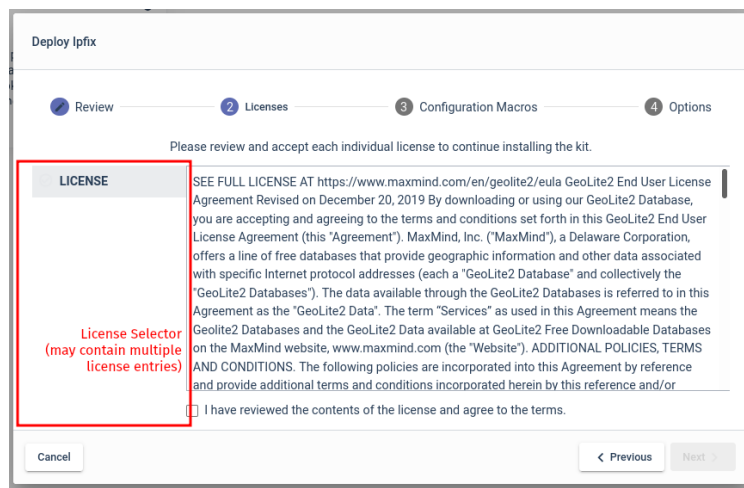 Deploy Ipfix
Review
2 Licenses
3 Configuration Macros
4 Options
Please review and accept each individual license to continue installing the kit.
LICENSE
SEE FULL LICENSE AT https://www.maxmind.com/en/geolite2/eula GeoLite2 End User License
Agreement Revised on December 20, 2019 By downloading or using our GeoLite2 Database,
you are accepting and agreeing to the terms and conditions set forth in this GeoLite2 End User
License Agreement (this "Agreement"). MaxMind, Inc. ("MaxMind"), a Delaware Corporation,
offers a line of free databases that provide geographic information and other data associated
with specific Internet protocol addresses (each a "GeoLite2 Database" and collectively the
"GeoLite2 Databases"). The data available through the GeoLite2 Databases is referred to in this
Agreement as the "GeoLite2 Data". The term “Services” as used in this Agreement means the
Geolite2 Databases and the GeoLite2 Data available at GeoLite2 Free Downloadable Databases
on the MaxMind website, www.maxmind.com (the "Website"). ADDITIONAL POLICIES, TERMS
AND CONDITIONS. The following policies are incorporated into this Agreement by reference
and provide additional terms and conditions incorporated herein by this reference and/or
License Selector
(may contain multiple
license entries)
I have reviewed the contents of the license and agree to the terms.
Cancel
< Previous
Next >